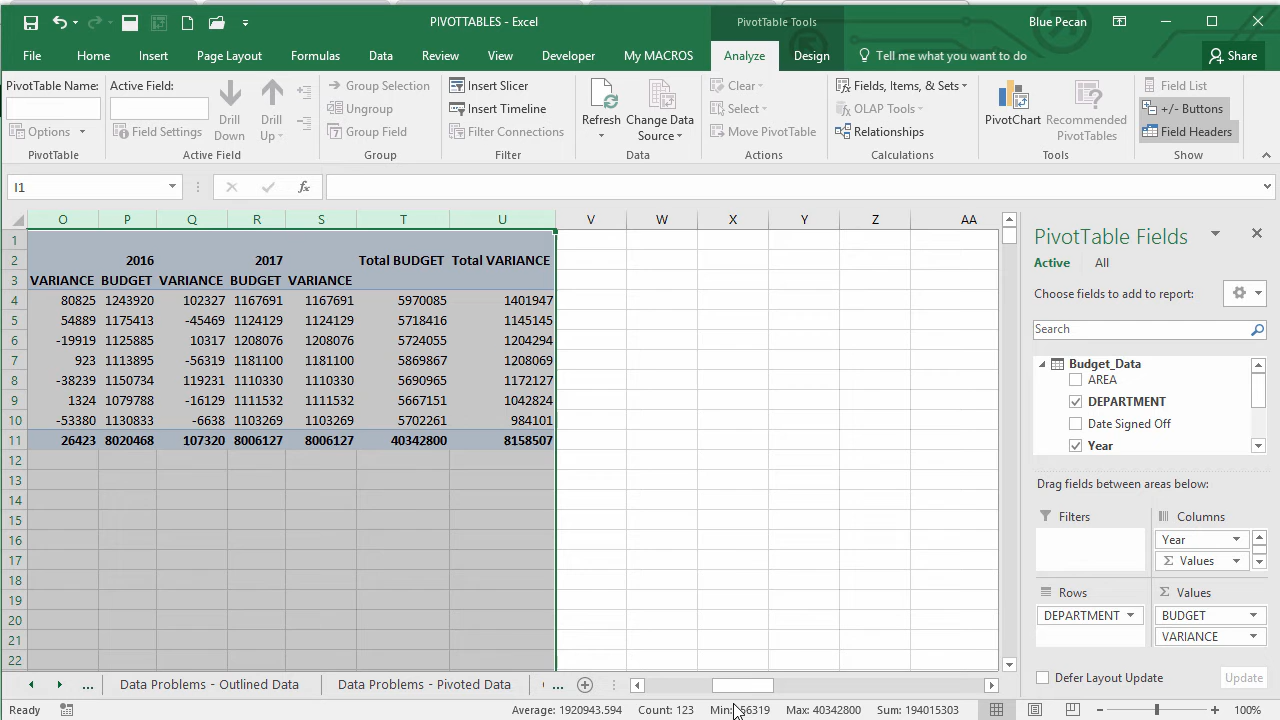 PIVOTTABLES - Excel
PivotTable Tools
Blue Pecan
File Home Insert Page Layout Formulas Data Review View Developer My MACROS Analyze Design Tell me what you want to do Share
PivotTable Name:
Options
PivotTable
Active Field:
Field Settings
Drill Down
Drill Up
Active Field
Group Selection
Ungroup
Group Field
Group
Insert Slicer
Insert Timeline
Filter Connections
Filter
Refresh
Change Data Source
Data
Clear
Select
Move PivotTable
Actions
Fields, Items, & Sets
OLAP Tools
Relationships
Calculations
PivotChart
Recommended PivotTables
Tools
Field List
+/- Buttons
Field Headers
Show
I1
fx
O P Q R S T U V W X Y Z AA
1
2 2016 2017 Total BUDGET Total VARIANCE
3 VARIANCE BUDGET VARIANCE BUDGET VARIANCE
4 80825 1243920 102327 1167691 1167691 5970085 1401947
5 54889 1175413 -45469 1124129 1124129 5718416 1145145
6 -19919 1125885 10317 1208076 1208076 5724055 1204294
7 923 1113895 -56319 1181100 1181100 5869867 1208069
8 -38239 1150734 119231 1110330 1110330 5690965 1172127
9 1324 1079788 -16129 1111532 1111532 5667151 1042824
10 -53380 1130833 -6638 1103269 1103269 5702261 984101
11 26423 8020468 107320 8006127 8006127 40342800 8158507
12
13
14
15
16
17
18
19
20
21
22
PivotTable Fields
Active All
Choose fields to add to report:
Search
Budget_Data
AREA
DEPARTMENT
Date Signed Off
Year
Drag fields between areas below:
Filters
Columns
Year
Σ Values
Rows
DEPARTMENT
Σ Values
BUDGET
VARIANCE
Defer Layout Update
Update
... Data Problems - Outlined Data Data Problems - Pivoted Data ...
Ready
Average: 1920943.594 Count: 123 Min: 56319 Max: 40342800 Sum: 194015303
100%